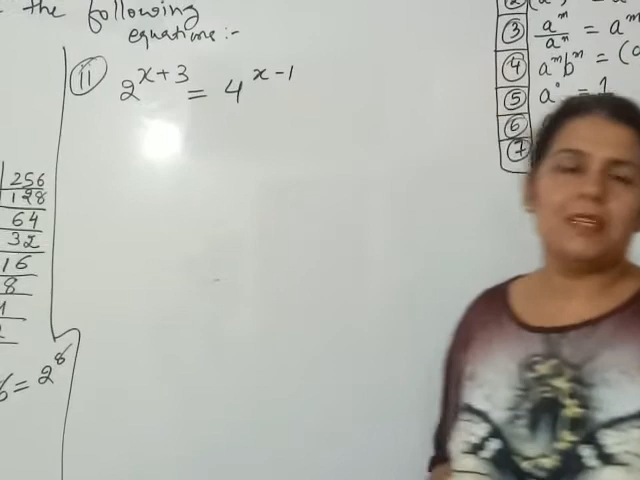 the following
equations:-
(11) 2^{x+3} = 4^{x-1}
256
128
64
32
16
8
= 2^8
(3) a^m/a^n = a^m
(4) a^m b^m = (a
(5) a^0 = 1
(6)
(7)